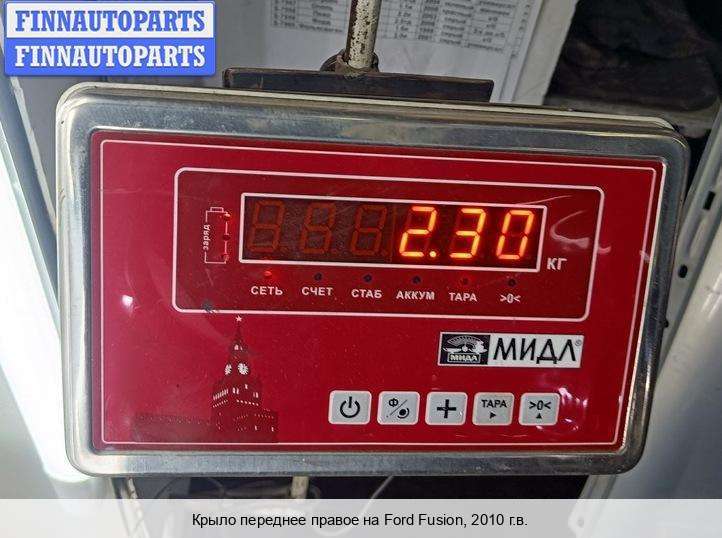 FINNAUTOPARTS
FINNAUTOPARTS
заряд
2.30
КГ
СЕТЬ СЧЕТ СТАБ АККУМ ТАРА >0<
МИДА МИДЛ®
Ф/ + ТАРА >0<
Крыло переднее правое на Ford Fusion, 2010 г.в.